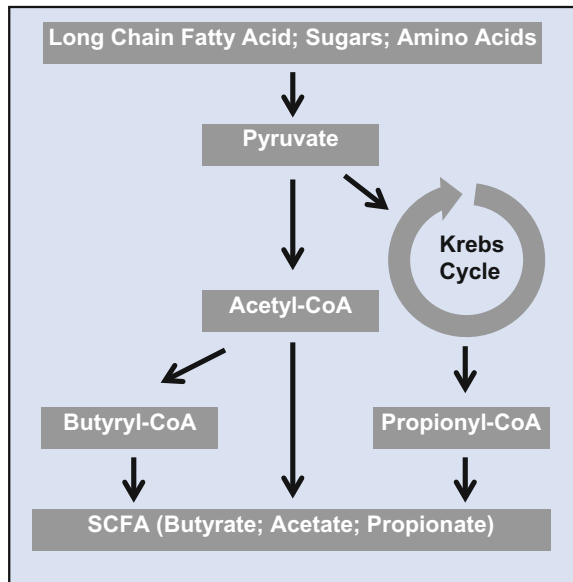 Long Chain Fatty Acid; Sugars; Amino Acids
Pyruvate
Krebs
Cycle
Acetyl-CoA
Butyryl-CoA
Propionyl-CoA
SCFA (Butyrate; Acetate; Propionate)